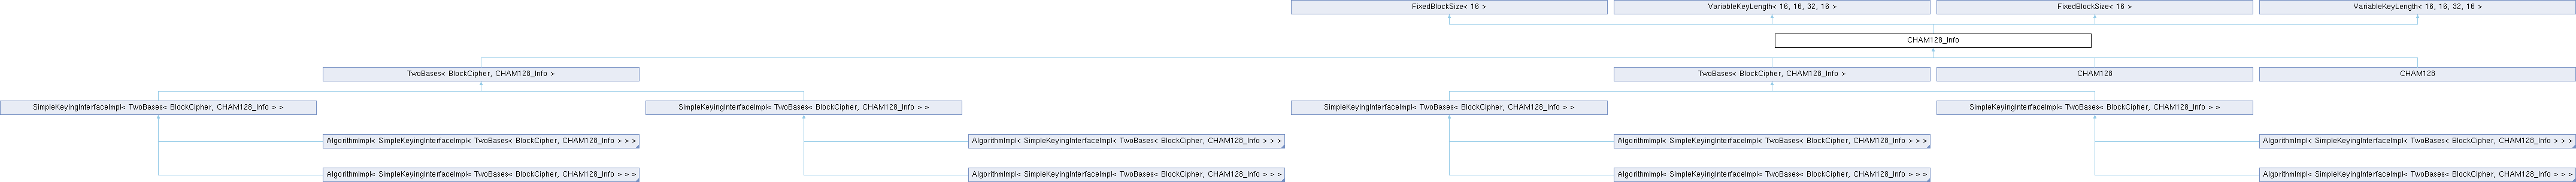 FixedBlockSize< 16 >
VariableKeyLength< 16, 16, 32, 16 >
FixedBlockSize< 16 >
VariableKeyLength< 16, 16, 32, 16 >
CHAM128_Info
TwoBases< BlockCipher, CHAM128_Info >
TwoBases< BlockCipher, CHAM128_Info >
CHAM128
CHAM128
SimpleKeyingInterfaceImpl< TwoBases< BlockCipher, CHAM128_Info > >
SimpleKeyingInterfaceImpl< TwoBases< BlockCipher, CHAM128_Info > >
SimpleKeyingInterfaceImpl< TwoBases< BlockCipher, CHAM128_Info > >
SimpleKeyingInterfaceImpl< TwoBases< BlockCipher, CHAM128_Info > >
AlgorithmImpl< SimpleKeyingInterfaceImpl< TwoBases< BlockCipher, CHAM128_Info > > >
AlgorithmImpl< SimpleKeyingInterfaceImpl< TwoBases< BlockCipher, CHAM128_Info > > >
AlgorithmImpl< SimpleKeyingInterfaceImpl< TwoBases< BlockCipher, CHAM128_Info > > >
AlgorithmImpl< SimpleKeyingInterfaceImpl< TwoBases< BlockCipher, CHAM128_Info > > >
AlgorithmImpl< SimpleKeyingInterfaceImpl< TwoBases< BlockCipher, CHAM128_Info > > >
AlgorithmImpl< SimpleKeyingInterfaceImpl< TwoBases< BlockCipher, CHAM128_Info > > >
AlgorithmImpl< SimpleKeyingInterfaceImpl< TwoBases< BlockCipher, CHAM128_Info > > >
AlgorithmImpl< SimpleKeyingInterfaceImpl< TwoBases< BlockCipher, CHAM128_Info > > >